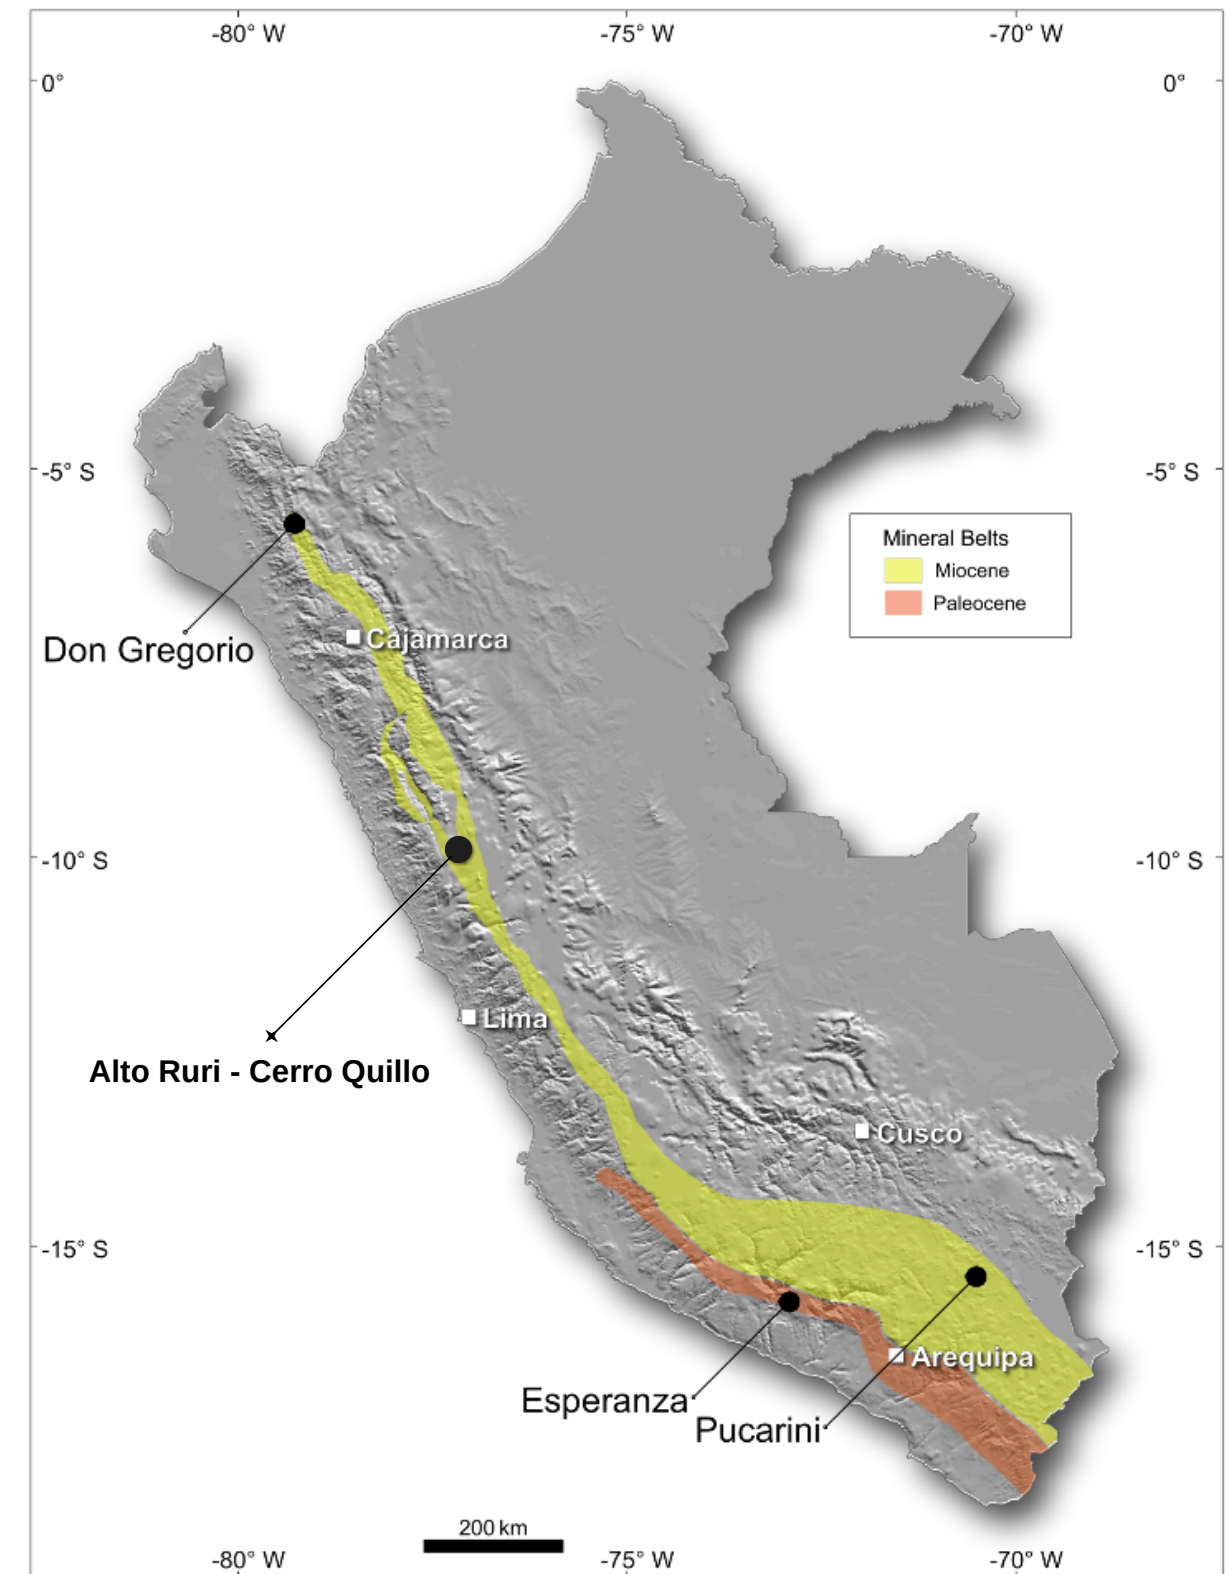 -80° W
-75° W
-70° W
0°
0°
-5° S
-5° S
Mineral Belts
Miocene
Paleocene
Don Gregorio
Cajamarca
-10° S
-10° S
Lima
Alto Ruri - Cerro Quillo
Cusco
-15° S
-15° S
Arequipa
Esperanza
Pucarini
200 km
-80° W
-75° W
-70° W